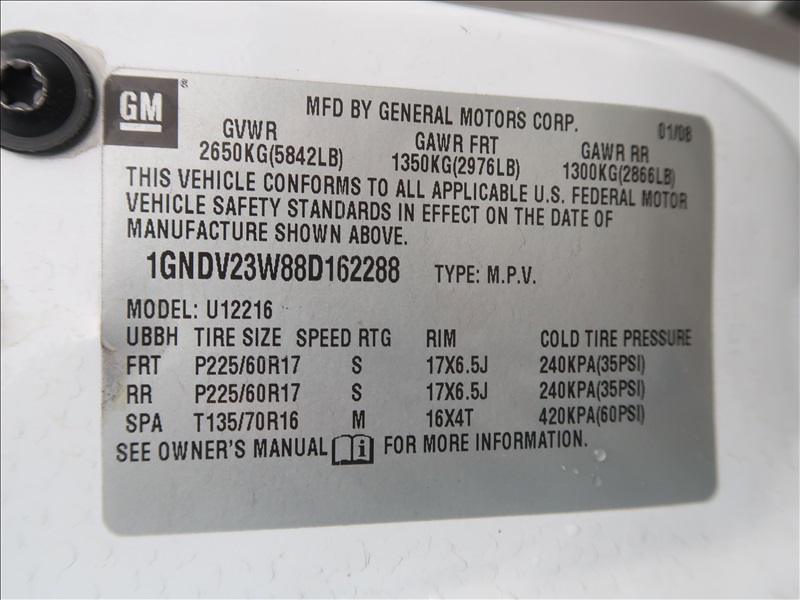 GM ®
MFD BY GENERAL MOTORS CORP. 01/08
GVWR GAWR FRT GAWR RR
2650KG(5842LB) 1350KG(2976LB) 1300KG(2866LB)
THIS VEHICLE CONFORMS TO ALL APPLICABLE U.S. FEDERAL MOTOR
VEHICLE SAFETY STANDARDS IN EFFECT ON THE DATE OF
MANUFACTURE SHOWN ABOVE.
1GNDV23W88D162288 TYPE: M.P.V.
MODEL: U12216
UBBH TIRE SIZE SPEED RTG RIM COLD TIRE PRESSURE
FRT P225/60R17 S 17X6.5J 240KPA(35PSI)
RR P225/60R17 S 17X6.5J 240KPA(35PSI)
SPA T135/70R16 M 16X4T 420KPA(60PSI)
SEE OWNER'S MANUAL i FOR MORE INFORMATION.